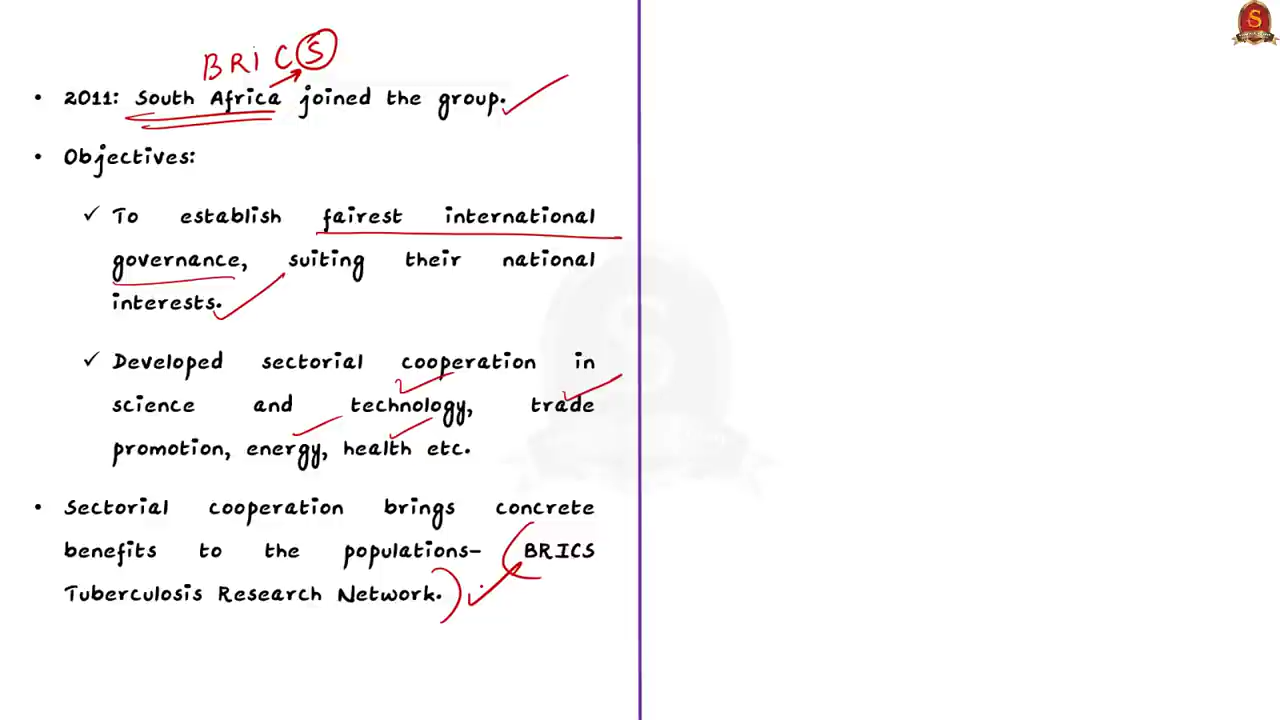 BRICS
• 2011: South Africa joined the group.
• Objectives:
✓ To establish fairest international
governance, suiting their national
interests.
✓ Developed sectorial cooperation in
science and technology, trade
promotion, energy, health etc.
• Sectorial cooperation brings concrete
benefits to the populations- BRICS
Tuberculosis Research Network.
S